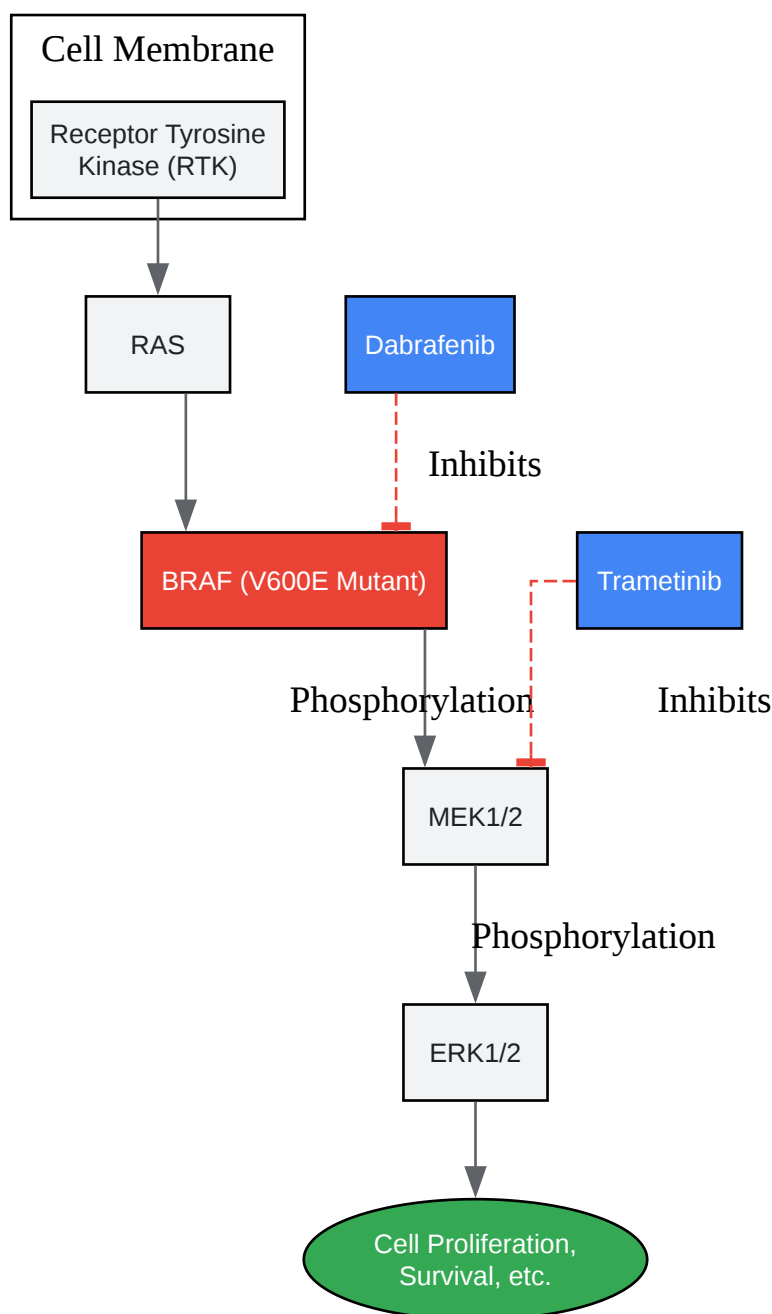 Cell Membrane
Receptor Tyrosine
Kinase (RTK)
RAS
Dabrafenib
Inhibits
BRAF (V600E Mutant)
Trametinib
Phosphorylation
Inhibits
MEK1/2
Phosphorylation
ERK1/2
Cell Proliferation,
Survival, etc.